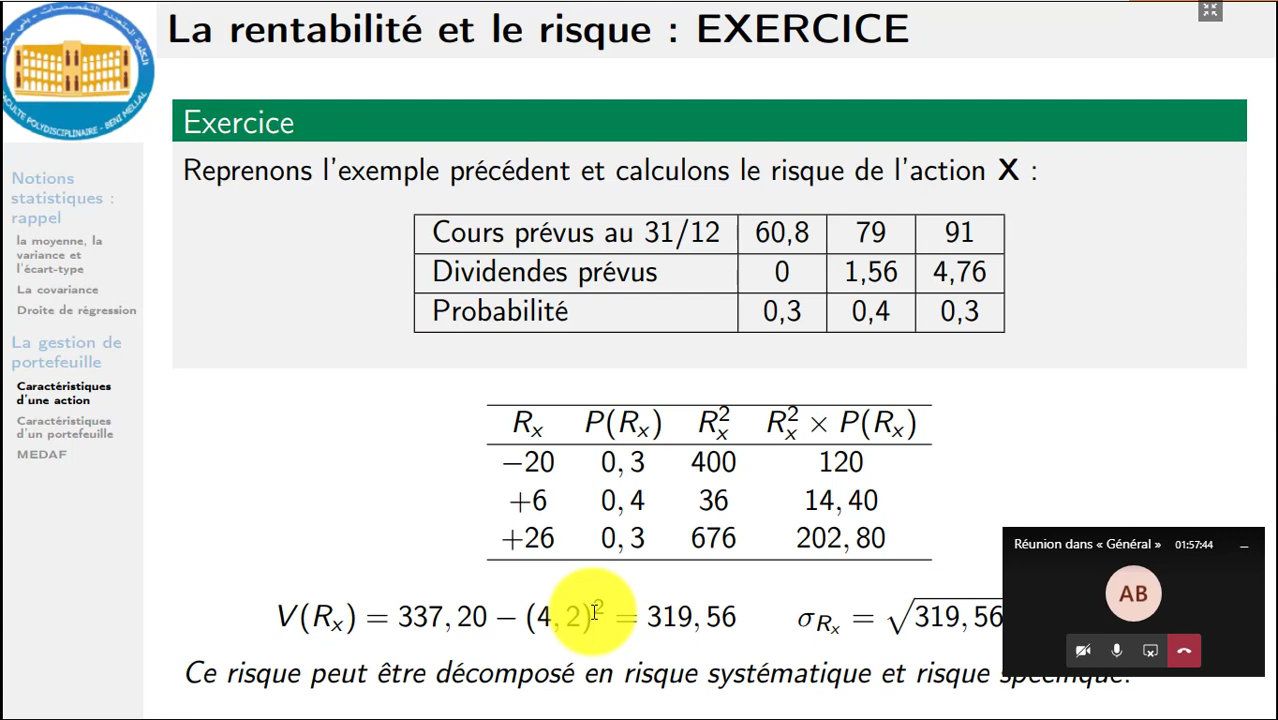 La rentabilité et le risque : EXERCICE
FACULTE POLYDISCIPLINAIRE - BENI MELLAL
Notions
statistiques :
rappel
la moyenne, la
variance et
l'écart-type
La covariance
Droite de régression
La gestion de
portefeuille
Caractéristiques
d'une action
Caractéristiques
d'un portefeuille
MEDAF
Exercice
Reprenons l'exemple précédent et calculons le risque de l'action X :
Cours prévus au 31/12 60,8 79 91
Dividendes prévus 0 1,56 4,76
Probabilité 0,3 0,4 0,3
Rₓ P(Rₓ) Rₓ² Rₓ² × P(Rₓ)
−20 0, 3 400 120
+6 0, 4 36 14, 40
+26 0, 3 676 202, 80
V(Rₓ) = 337, 20 − (4, 2)² = 319, 56 σRₓ = √319, 56
Ce risque peut être décomposé en risque systématique et risque spécifique.
Réunion dans « Général » 01:57:44
AB